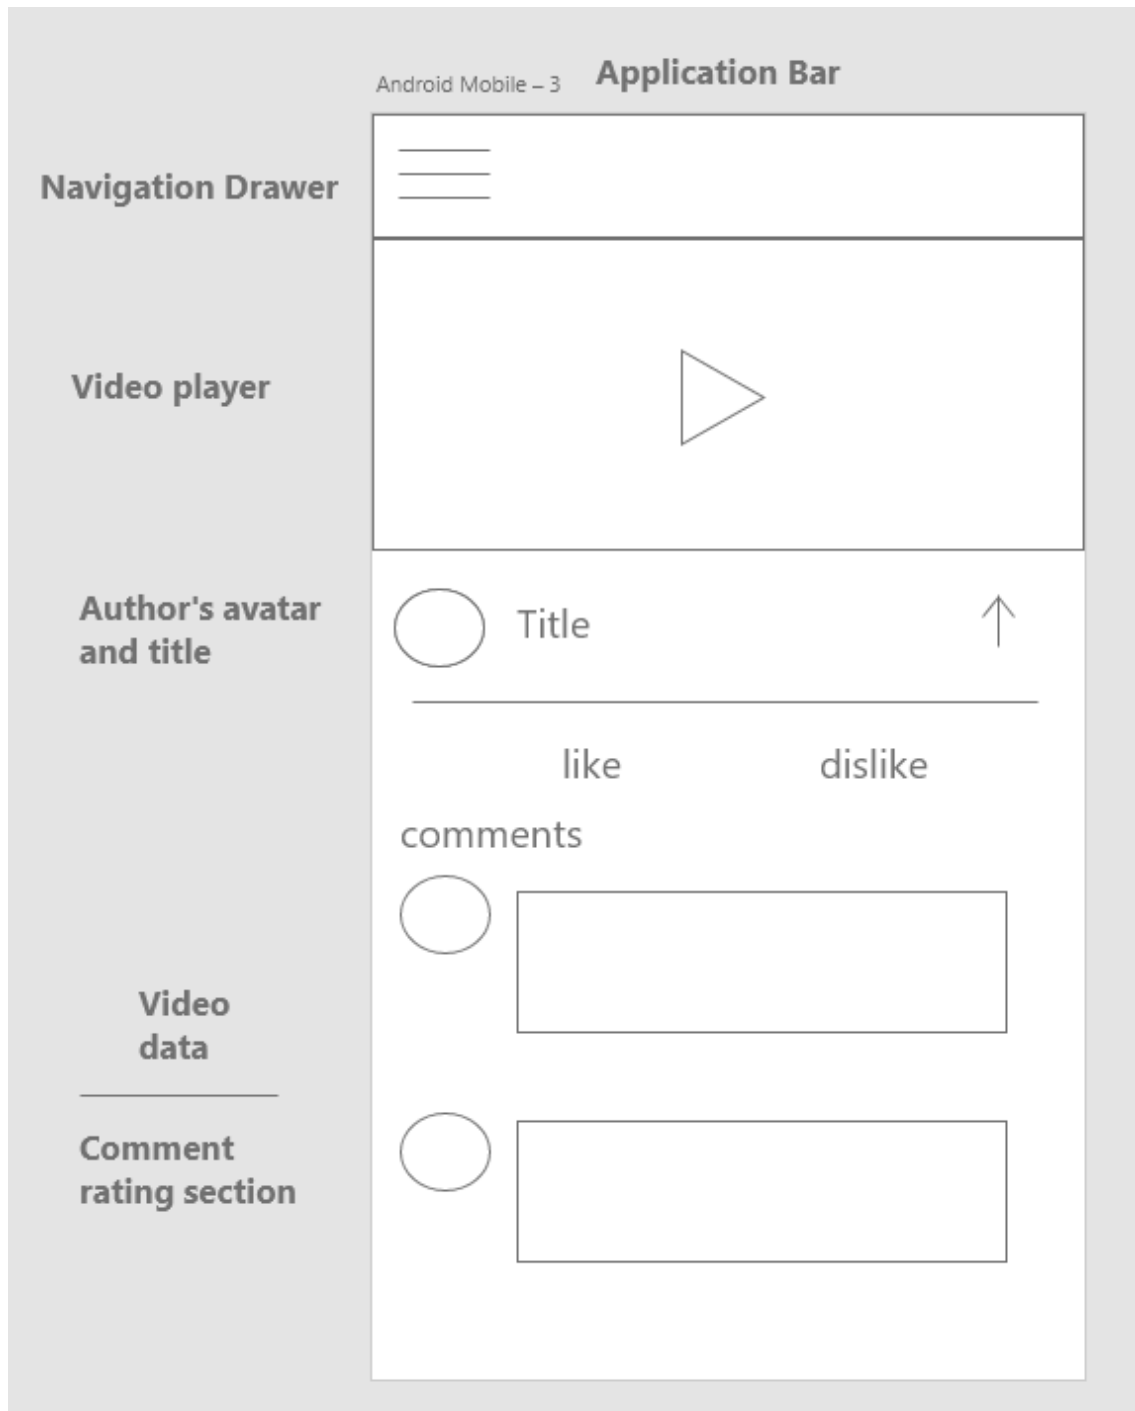 Android Mobile – 3
Application Bar
Navigation Drawer
Video player
Author's avatar
and title
Title
like
dislike
comments
Video
data
Comment
rating section